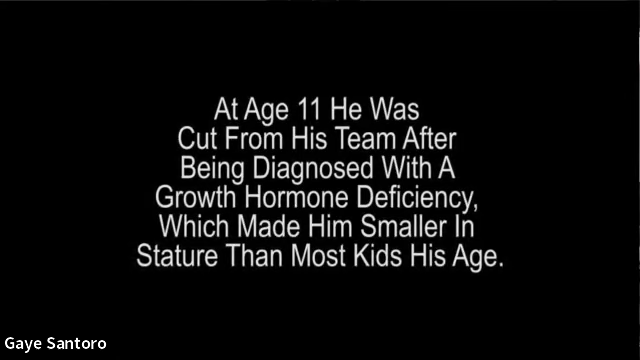 At Age 11 He Was
Cut From His Team After
Being Diagnosed With A
Growth Hormone Deficiency,
Which Made Him Smaller In
Stature Than Most Kids His Age.
Gaye Santoro